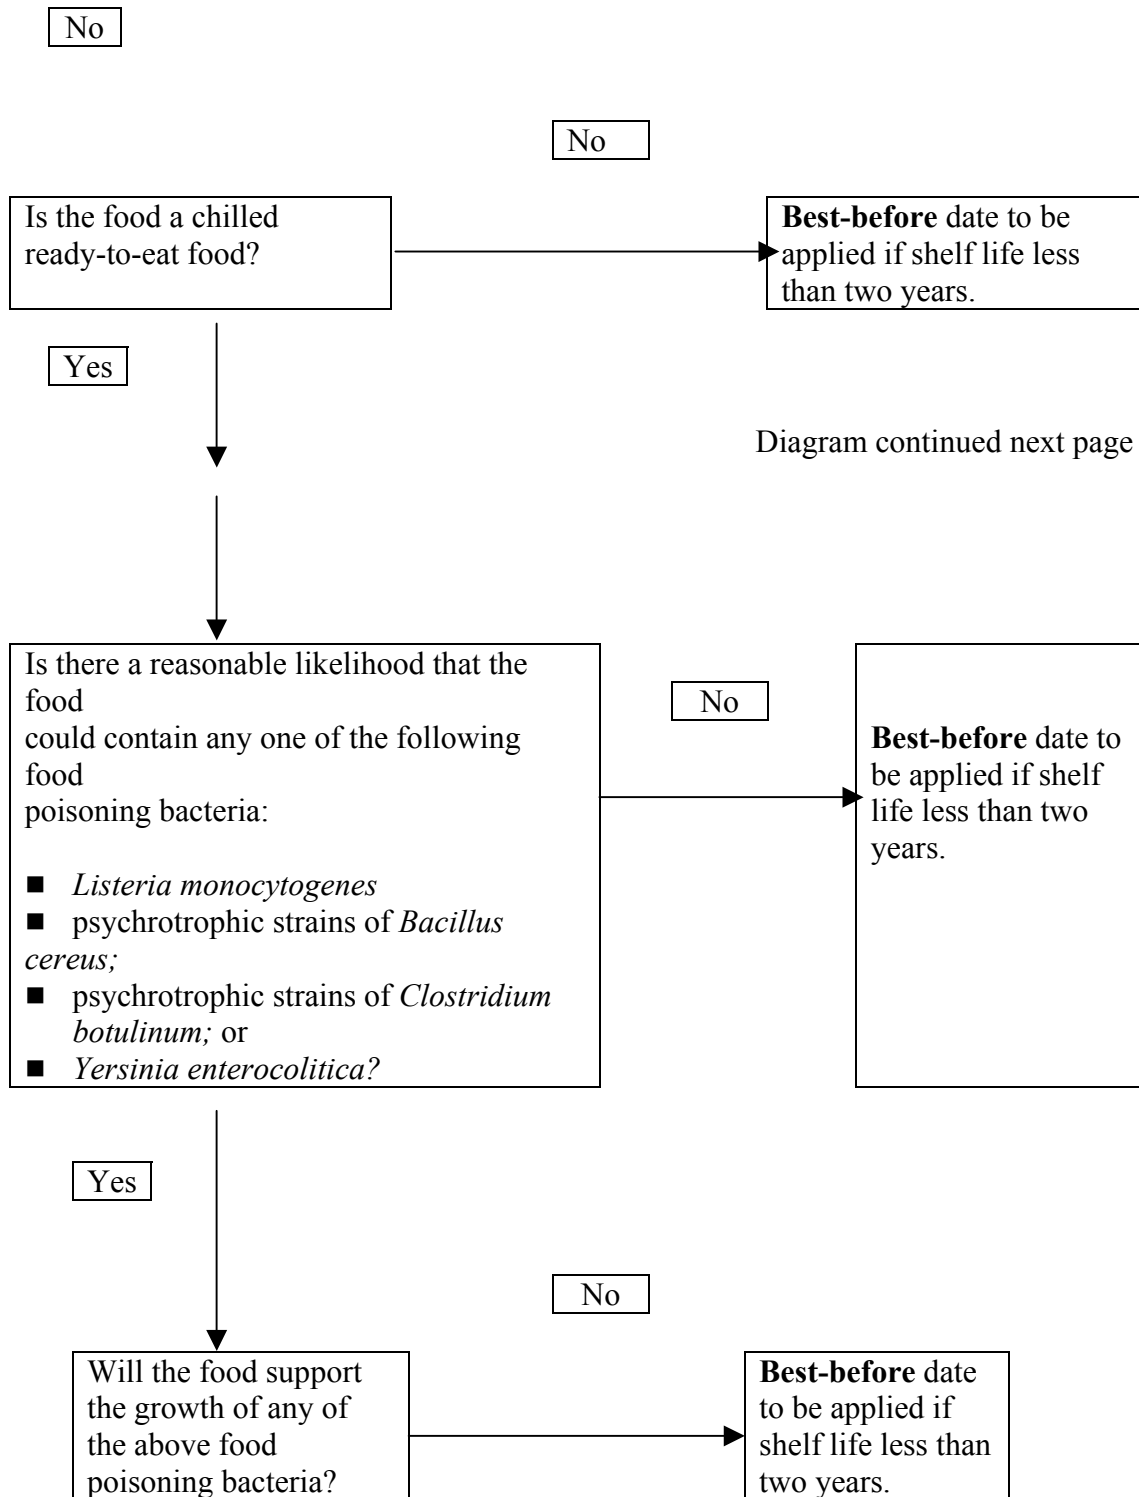 No
No
Is the food a chilled
ready-to-eat food?
Best-before date to be
applied if shelf life less
than two years.
Yes
Diagram continued next page
Is there a reasonable likelihood that the
food
could contain any one of the following
food
poisoning bacteria:
■ Listeria monocytogenes
■ psychrotrophic strains of Bacillus
cereus;
■ psychrotrophic strains of Clostridium
botulinum; or
■ Yersinia enterocolitica?
No
Best-before date to
be applied if shelf
life less than two
years.
Yes
No
Will the food support
the growth of any of
the above food
poisoning bacteria?
Best-before date
to be applied if
shelf life less than
two years.